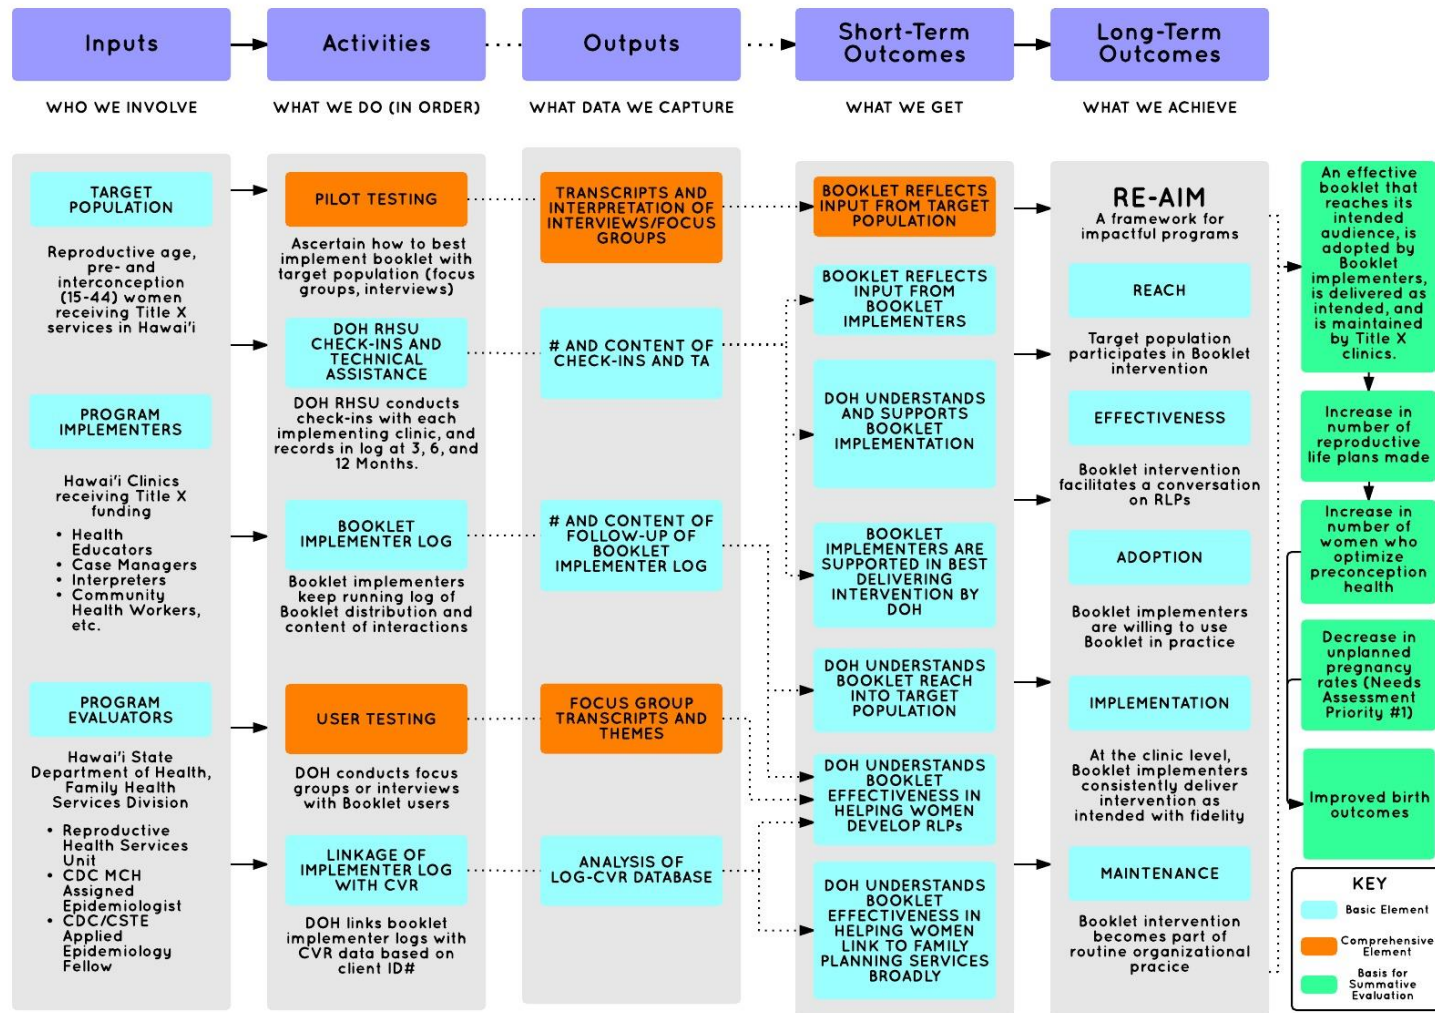 Inputs
Activities
Outputs
Short-Term
Outcomes
Long-Term
Outcomes
WHO WE INVOLVE
WHAT WE DO (IN ORDER)
WHAT DATA WE CAPTURE
WHAT WE GET
WHAT WE ACHIEVE
TARGET
POPULATION
Reproductive age,
pre- and
interconception
(15-44) women
receiving Title X
services in Hawai'i
PROGRAM
IMPLEMENTERS
Hawai'i Clinics
receiving Title X
funding
• Health
Educators
• Case Managers
• Interpreters
• Community
Health Workers,
etc.
PROGRAM
EVALUATORS
Hawai'i State
Department of Health,
Family Health
Services Division
• Reproductive
Health Services
Unit
• CDC MCH
Assigned
Epidemiologist
• CDC/CSTE
Applied
Epidemiology
Fellow
PILOT TESTING
Ascertain how to best
implement booklet with
target population (focus
groups, interviews)
DOH RHSU
CHECK-INS AND
TECHNICAL
ASSISTANCE
DOH RHSU conducts
check-ins with each
implementing clinic, and
records in log at 3, 6, and
12 Months.
BOOKLET
IMPLEMENTER LOG
Booklet implementers
keep running log of
Booklet distribution and
content of interactions
USER TESTING
DOH conducts focus
groups or interviews
with Booklet users
LINKAGE OF
IMPLEMENTER LOG
WITH CVR
DOH links booklet
implementer logs with
CVR data based on
client ID#
TRANSCRIPTS AND
INTERPRETATION OF
INTERVIEWS/FOCUS
GROUPS
# AND CONTENT OF
CHECK-INS AND TA
# AND CONTENT OF
FOLLOW-UP OF
BOOKLET
IMPLEMENTER LOG
FOCUS GROUP
TRANSCRIPTS AND
THEMES
ANALYSIS OF
LOG-CVR DATABASE
BOOKLET REFLECTS
INPUT FROM TARGET
POPULATION
BOOKLET REFLECTS
INPUT FROM
BOOKLET
IMPLEMENTERS
DOH UNDERSTANDS
AND SUPPORTS
BOOKLET
IMPLEMENTATION
BOOKLET
IMPLEMENTERS ARE
SUPPORTED IN BEST
DELIVERING
INTERVENTION BY
DOH
DOH UNDERSTANDS
BOOKLET REACH
INTO TARGET
POPULATION
DOH UNDERSTANDS
BOOKLET
EFFECTIVENESS IN
HELPING WOMEN
DEVELOP RLPs
DOH UNDERSTANDS
BOOKLET
EFFECTIVENESS IN
HELPING WOMEN
LINK TO FAMILY
PLANNING SERVICES
BROADLY
RE-AIM
A framework for
impactful programs
REACH
Target population
participates in Booklet
intervention
EFFECTIVENESS
Booklet intervention
facilitates a conversation
on RLPs
ADOPTION
Booklet implementers
are willing to use
Booklet in practice
IMPLEMENTATION
At the clinic level,
Booklet implementers
consistently deliver
intervention as
intended with fidelity
MAINTENANCE
Booklet intervention
becomes part of
routine organizational
pracice
An effective
booklet that
reaches its
intended
audience, is
adopted by
Booklet
implementers,
is delivered as
intended, and
is maintained
by Title X
clinics.
Increase in
number of
reproductive
life plans made
Increase in
number of
women who
optimize
preconception
health
Decrease in
unplanned
pregnancy
rates (Needs
Assessment
Priority #1)
Improved birth
outcomes
KEY
Basic Element
Comprehensive
Element
Basis for
Summative
Evaluation